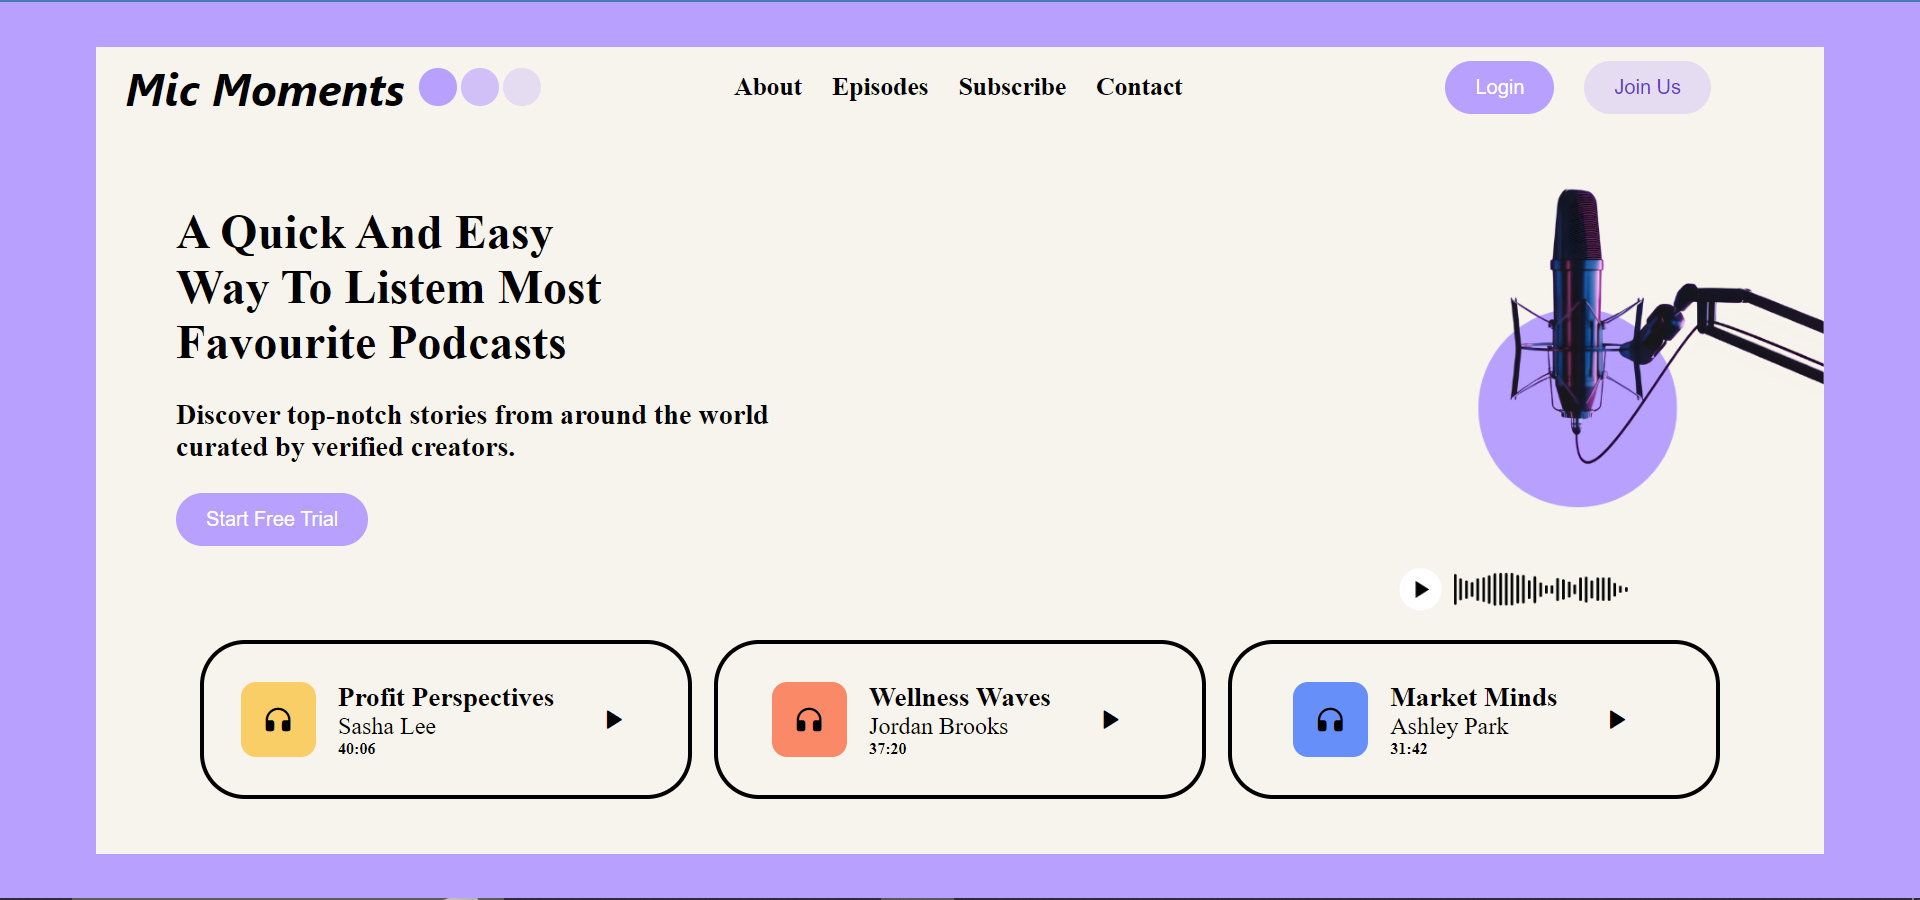 Mic Moments
About Episodes Subscribe Contact
Login
Join Us
A Quick And Easy
Way To Listem Most
Favourite Podcasts
Discover top-notch stories from around the world
curated by verified creators.
Start Free Trial
Profit Perspectives
Sasha Lee
40:06
Wellness Waves
Jordan Brooks
37:20
Market Minds
Ashley Park
31:42